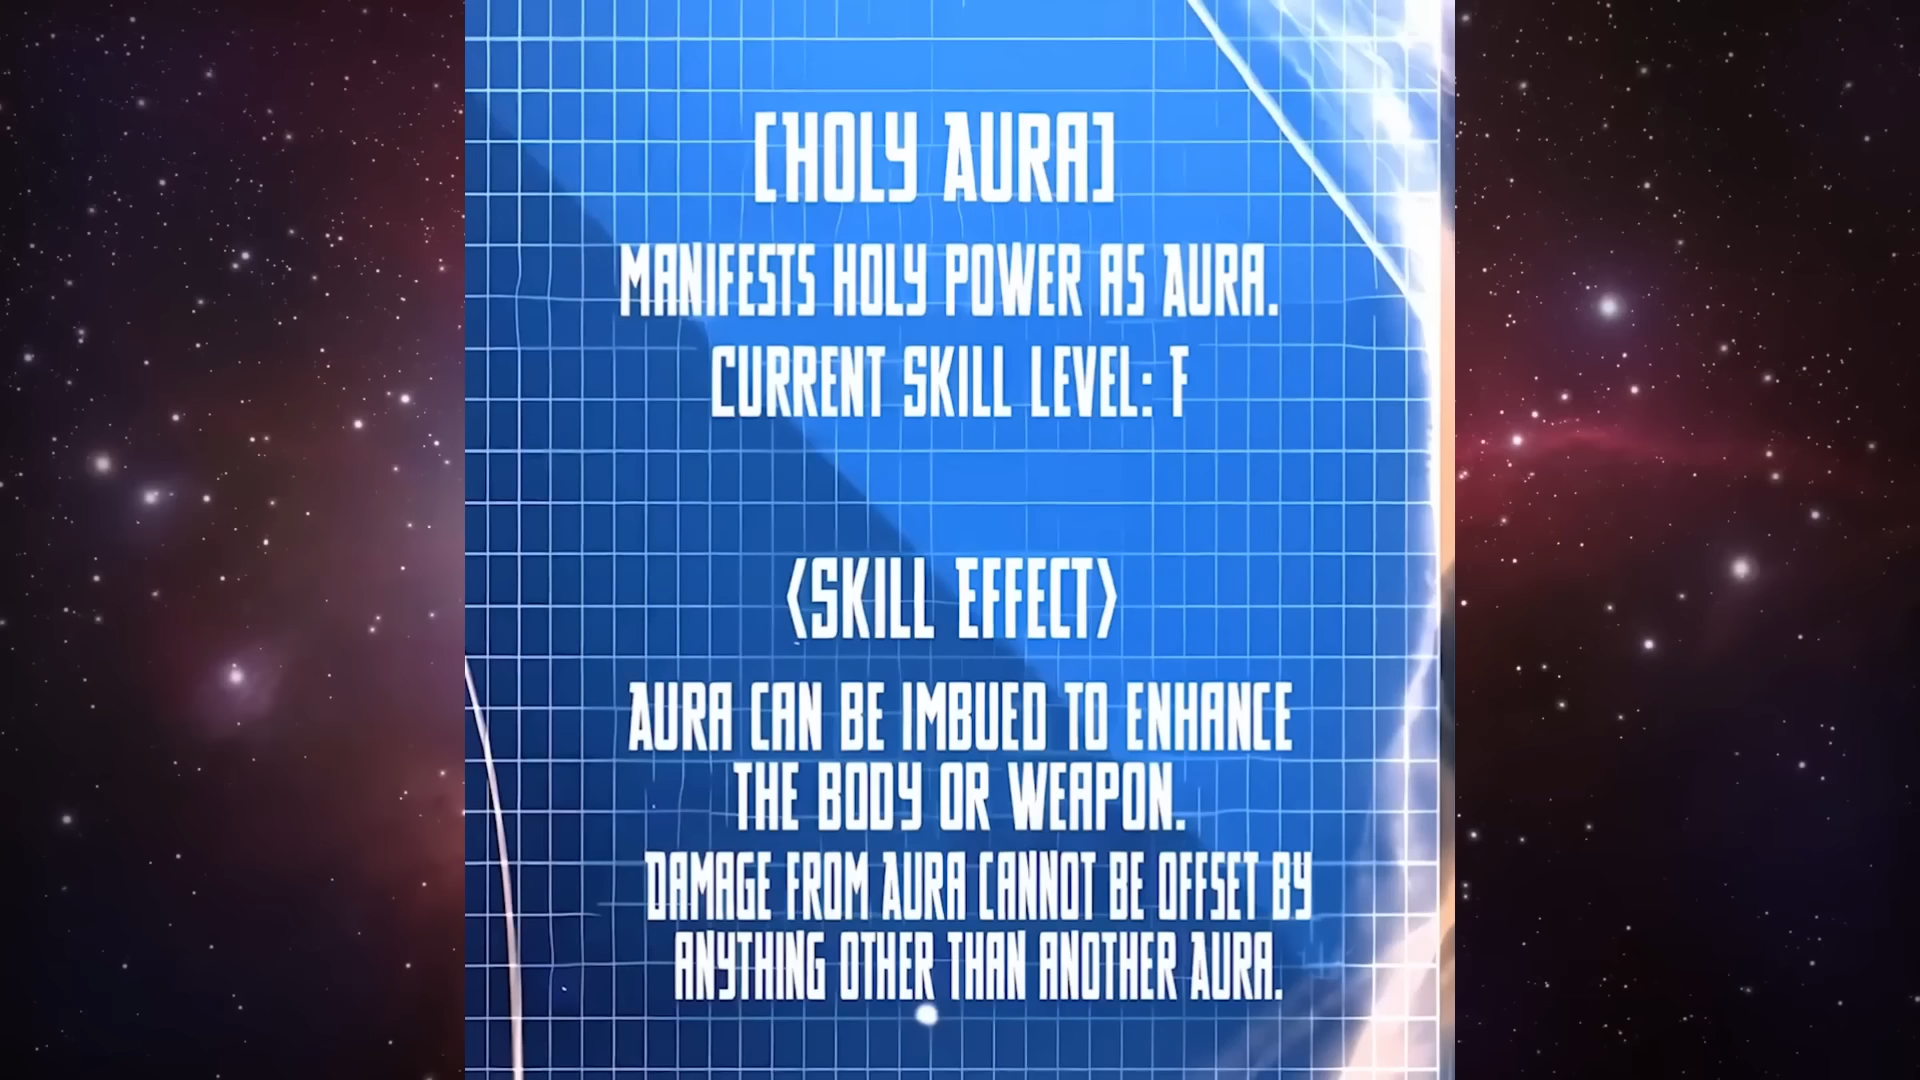 [HOLY AURA]
MANIFESTS HOLY POWER AS AURA.
CURRENT SKILL LEVEL: F
<SKILL EFFECT>
AURA CAN BE IMBUED TO ENHANCE
THE BODY OR WEAPON.
DAMAGE FROM AURA CANNOT BE OFFSET BY
ANYTHING OTHER THAN ANOTHER AURA.